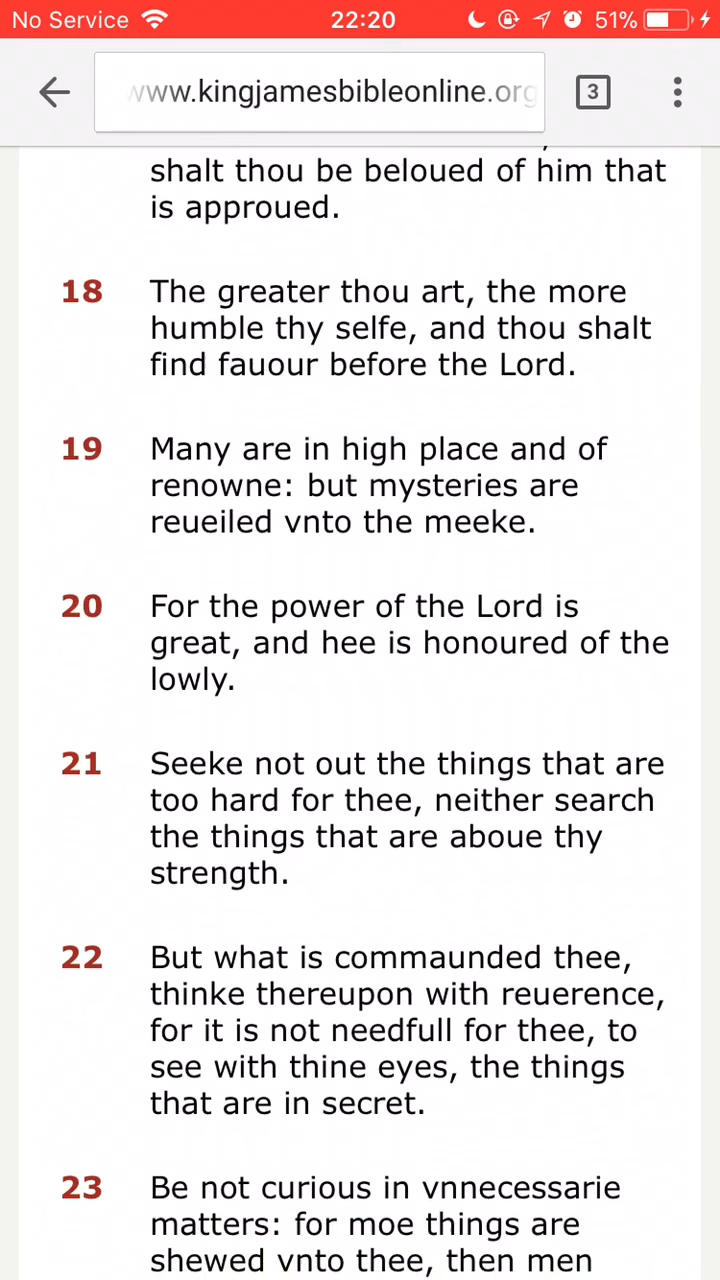 No Service 22:20 51%
www.kingjamesbibleonline.org 3
shalt thou be beloued of him that
is approued.
18 The greater thou art, the more
humble thy selfe, and thou shalt
find fauour before the Lord.
19 Many are in high place and of
renowne: but mysteries are
reueiled vnto the meeke.
20 For the power of the Lord is
great, and hee is honoured of the
lowly.
21 Seeke not out the things that are
too hard for thee, neither search
the things that are aboue thy
strength.
22 But what is commaunded thee,
thinke thereupon with reuerence,
for it is not needfull for thee, to
see with thine eyes, the things
that are in secret.
23 Be not curious in vnnecessarie
matters: for moe things are
shewed vnto thee, then men